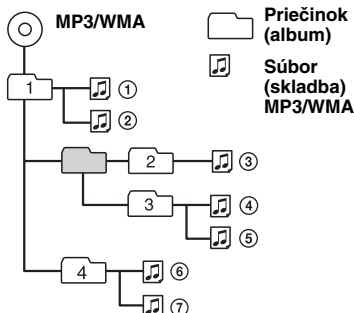 MP3/WMA
Priečinok
(album)
Súbor
(skladba)
MP3/WMA
1
①
②
2
③
3
④
⑤
4
⑥
⑦